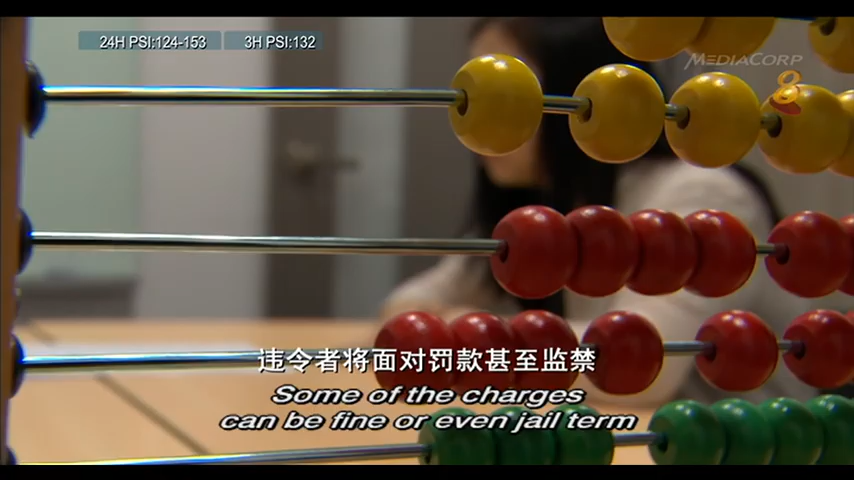 24H PSI:124-153 3H PSI:132
MEDIACORP
8
违令者将面对罚款甚至监禁
Some of the charges
can be fine or even jail term